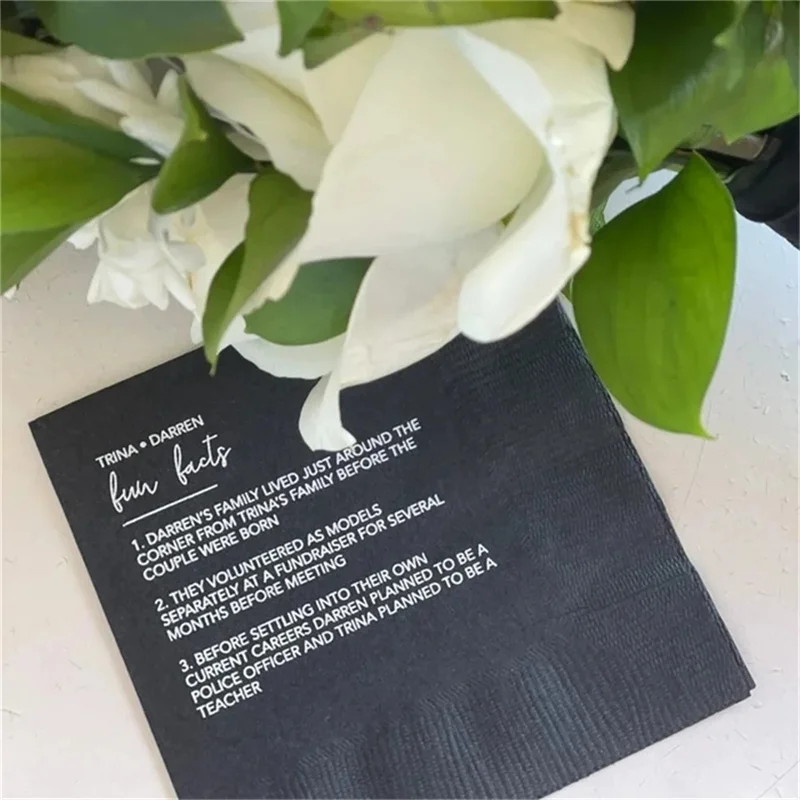 TRINA • DARREN
fun facts
1. DARREN'S FAMILY LIVED JUST AROUND THE
CORNER FROM TRINA'S FAMILY BEFORE THE
COUPLE WERE BORN
2. THEY VOLUNTEERED AS MODELS
SEPARATELY AT A FUNDRAISER FOR SEVERAL
MONTHS BEFORE MEETING
3. BEFORE SETTLING INTO THEIR OWN
CURRENT CAREERS DARREN PLANNED TO BE A
POLICE OFFICER AND TRINA PLANNED TO BE A
TEACHER